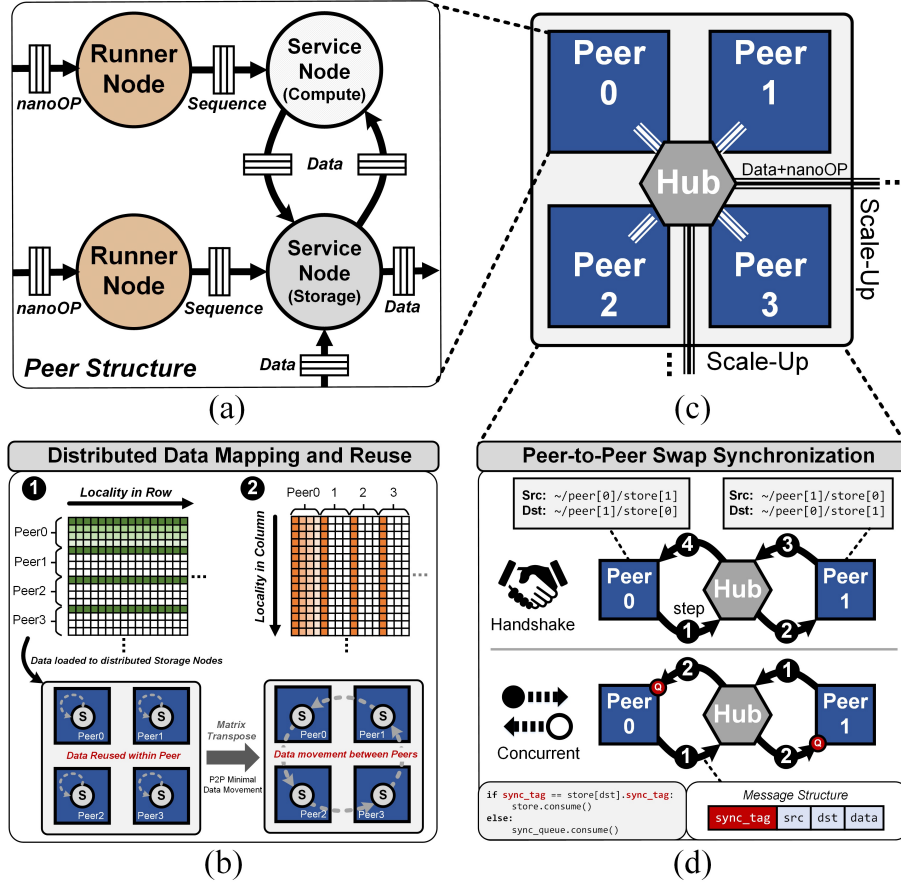 nanoOP
Runner
Node
Sequence
Service
Node
(Compute)
Data
nanoOP
Runner
Node
Sequence
Service
Node
(Storage)
Data
Data
Peer Structure
(a)
Peer
0
Peer
1
Hub
Data+nanoOP
Peer
2
Peer
3
Scale-Up
Scale-Up
(c)
Distributed Data Mapping and Reuse
1
Locality in Row
Peer0
Peer1
Peer2
Peer3
2
Peer0 1 2 3
Locality in Column
Data loaded to distributed Storage Nodes
S
Peer0
S
Peer1
Data Reused within Peer
S
Peer2
S
Peer3
Matrix
Transpose
P2P Minimal
Data Movement
S
Peer0
S
Peer1
Data movement between Peers
S
Peer2
S
Peer3
(b)
Peer-to-Peer Swap Synchronization
Src: ~/peer[0]/store[1]
Dst: ~/peer[1]/store[0]
Src: ~/peer[1]/store[0]
Dst: ~/peer[0]/store[1]
Handshake
Peer
0
4
step
1
Hub
3
2
Peer
1
Concurrent
Peer
0
Q
2
1
Hub
1
2
Q
Peer
1
if sync_tag == store[dst].sync_tag:
store.consume()
else:
sync_queue.consume()
Message Structure
sync_tag src dst data
(d)